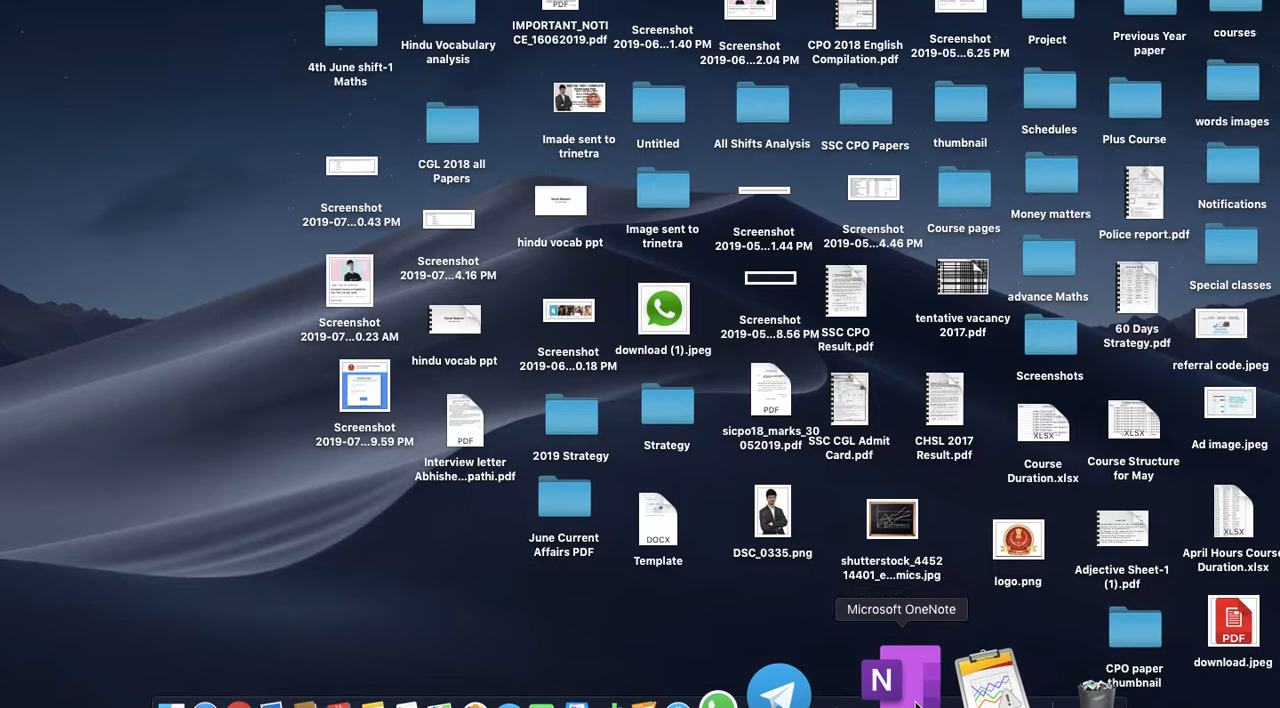 4th June shift-1
Maths
Hindu Vocabulary
analysis
IMPORTANT_NOTI
CE_16062019.pdf
Screenshot
2019-06...1.40 PM
Screenshot
2019-06...2.04 PM
CPO 2018 English
Compilation.pdf
Screenshot
2019-05...6.25 PM
Project
Previous Year
paper
courses
CGL 2018 all
Papers
Image sent to
trinetra
Untitled
All Shifts Analysis
SSC CPO Papers
thumbnail
Schedules
Plus Course
words images
Screenshot
2019-07...0.43 PM
Screenshot
2019-07...4.16 PM
hindu vocab ppt
Image sent to
trinetra
Screenshot
2019-05...1.44 PM
Screenshot
2019-05...4.46 PM
Course pages
Money matters
Police report.pdf
Notifications
Screenshot
2019-07...0.23 AM
hindu vocab ppt
Screenshot
2019-06...0.18 PM
download (1).jpeg
Screenshot
2019-05...8.56 PM
SSC CPO
Result.pdf
tentative vacancy
2017.pdf
advance Maths
60 Days
Strategy.pdf
Special
referral code.jpeg
Screenshot
2019-07...9.59 PM
PDF
Interview letter
Abhishe...pathi.pdf
2019 Strategy
Strategy
PDF
sicpo18_marks_30
052019.pdf
SSC CGL Admit
Card.pdf
CHSL 2017
Result.pdf
Screenshots
XLSX
Course
Duration.xlsx
XLSX
Course Structure
for May
Ad image.jpeg
June Current
Affairs PDF
DOCX
Template
DSC_0335.png
shutterstock_4452
14401_e...mics.jpg
logo.png
Adjective Sheet-1
(1).pdf
XLSX
April Hours Course
Duration.xlsx
Microsoft OneNote
N
CPO paper
thumbnail
PDF
download.jpeg